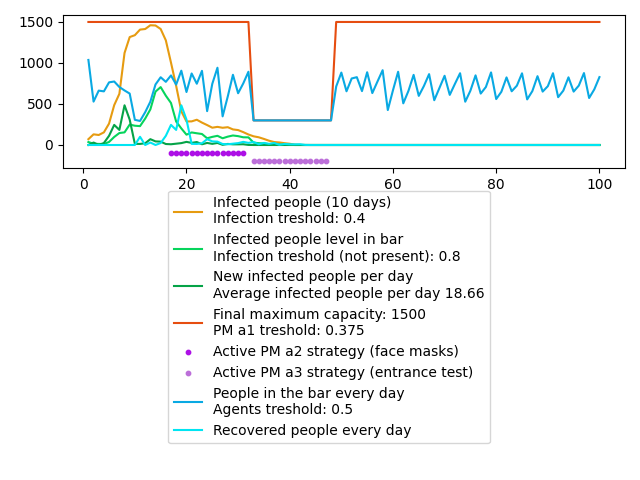 1500
1000
500
0
0 20 40 60 80 100
Infected people (10 days)
Infection treshold: 0.4
Infected people level in bar
Infection treshold (not present): 0.8
New infected people per day
Average infected people per day 18.66
Final maximum capacity: 1500
PM a1 treshold: 0.375
Active PM a2 strategy (face masks)
Active PM a3 strategy (entrance test)
People in the bar every day
Agents treshold: 0.5
Recovered people every day